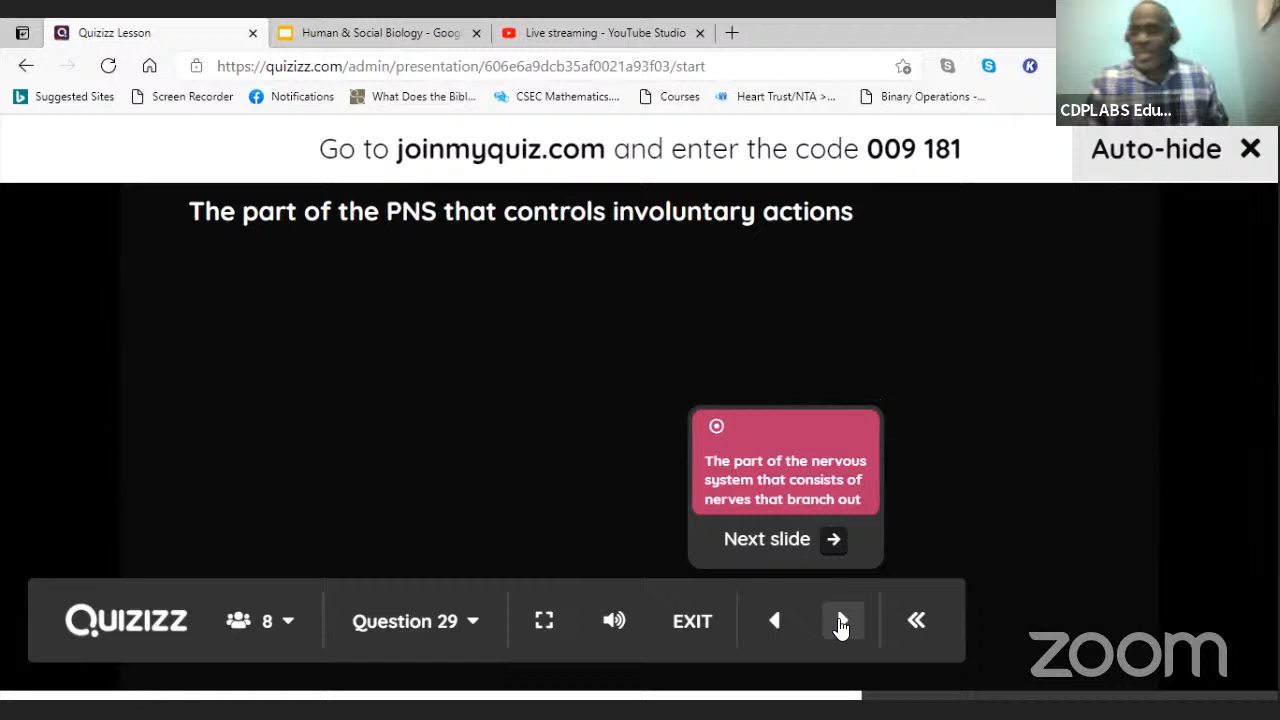 Quizizz Lesson
Human & Social Biology - Goog
Live streaming - YouTube Studio
https://quizizz.com/admin/presentation/606e6a9dcb35af0021a93f03/start
Suggested Sites
Screen Recorder
Notifications
What Does the Bibl...
CSEC Mathematics....
Courses
Heart Trust/NTA >...
Binary Operations -...
CDPLABS Edu...
Go to joinmyquiz.com and enter the code 009 181
Auto-hide
The part of the PNS that controls involuntary actions
The part of the nervous
system that consists of
nerves that branch out
Next slide
Quizizz
8
Question 29
EXIT
zoom